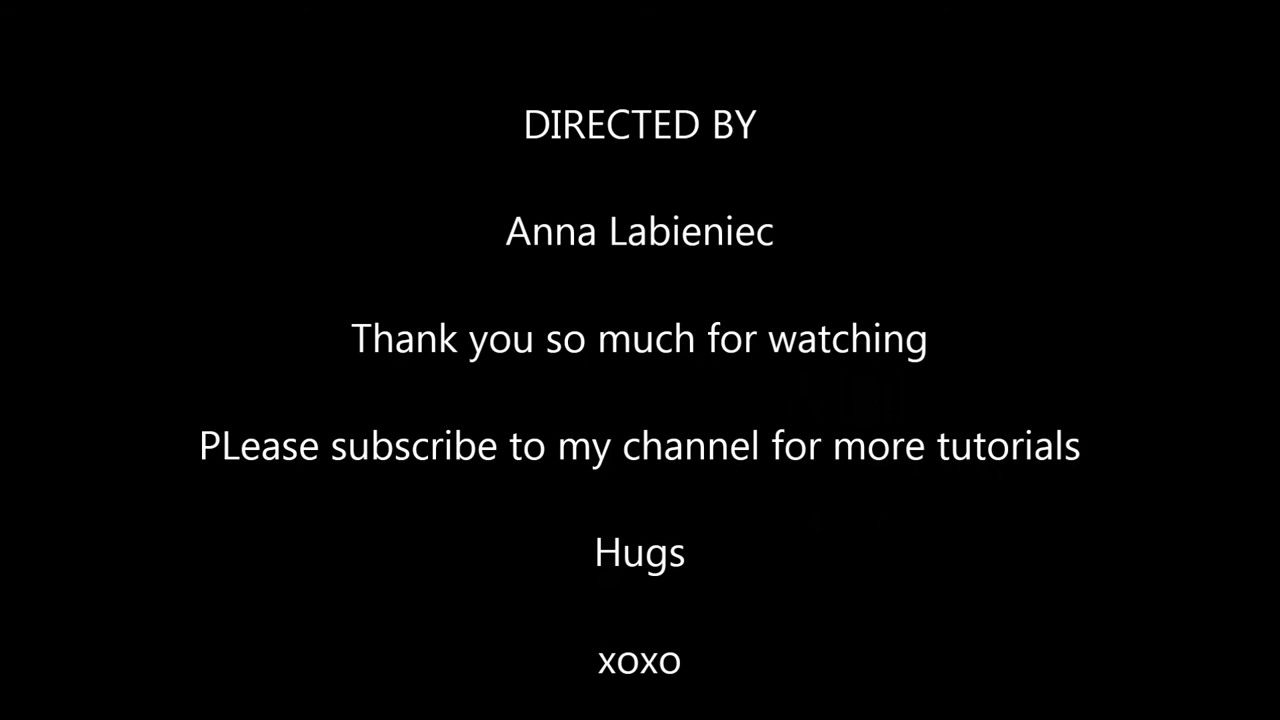 DIRECTED BY
Anna Labieniec
Thank you so much for watching
PLease subscribe to my channel for more tutorials
Hugs
xoxo